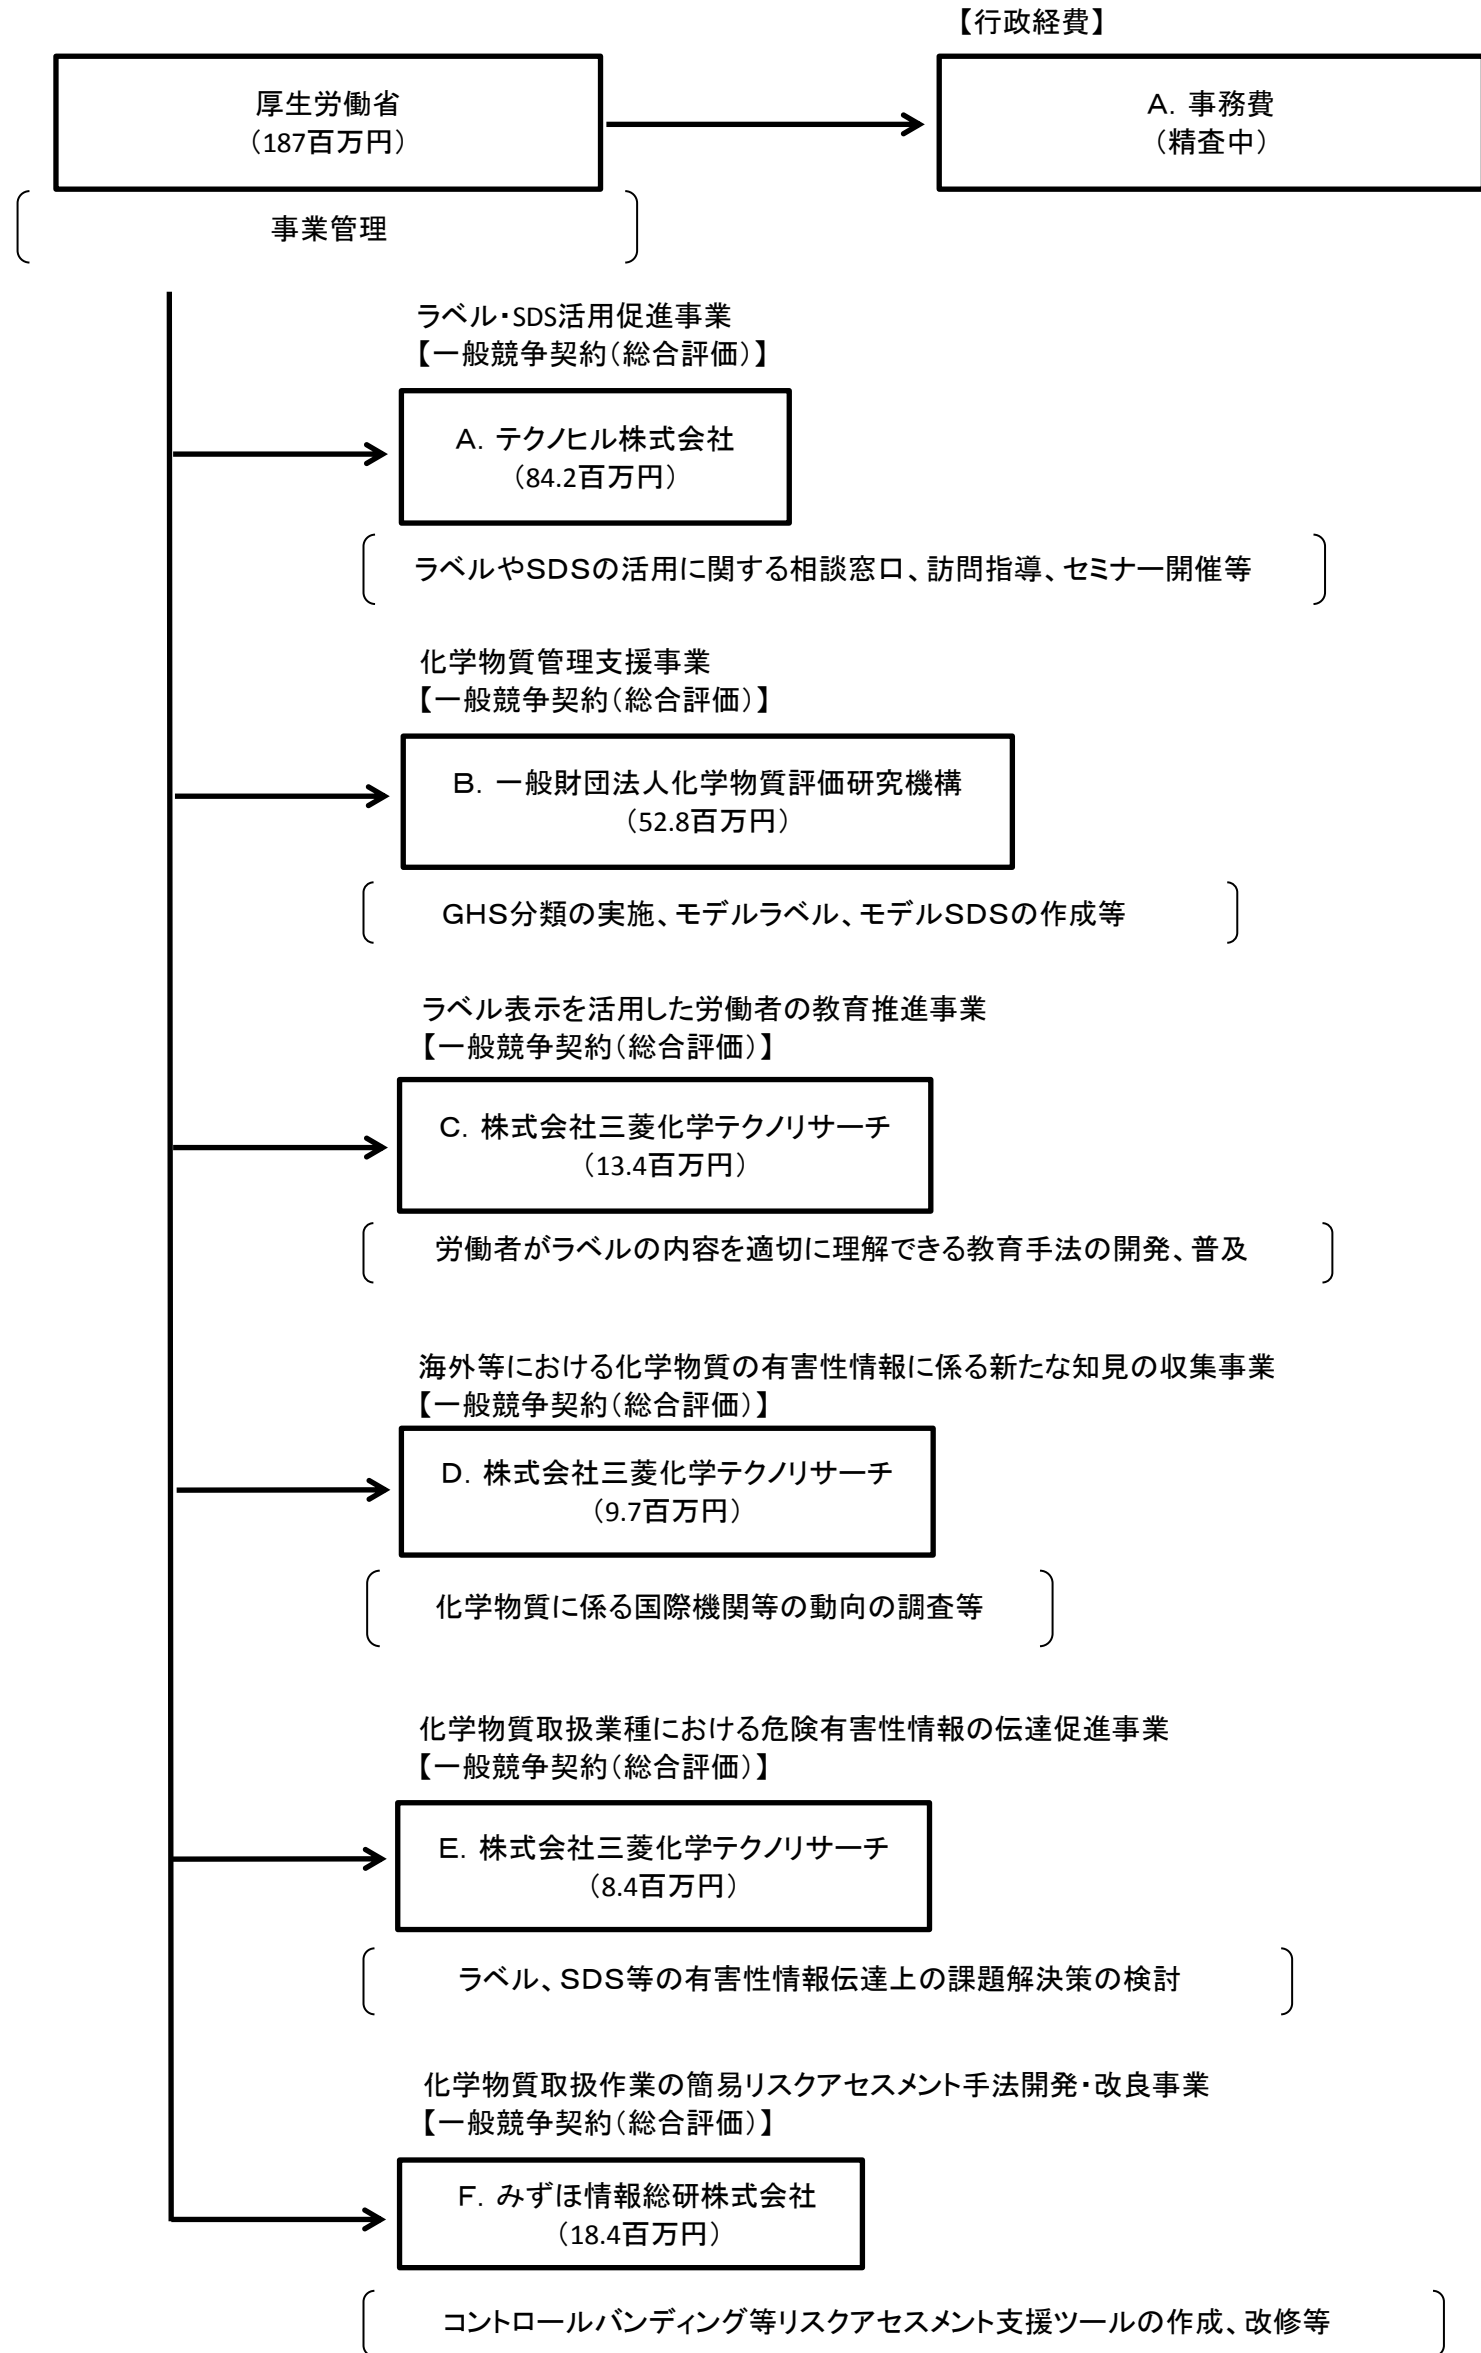 【行政経費】
厚生労働省
（187百万円）
A．事務費
（精査中）
事業管理
ラベル・SDS活用促進事業
【一般競争契約（総合評価）】
A．テクノヒル株式会社
（84.2百万円）
ラベルやSDSの活用に関する相談窓口、訪問指導、セミナー開催等
化学物質管理支援事業
【一般競争契約（総合評価）】
B．一般財団法人化学物質評価研究機構
（52.8百万円）
GHS分類の実施、モデルラベル、モデルSDSの作成等
ラベル表示を活用した労働者の教育推進事業
【一般競争契約（総合評価）】
C．株式会社三菱化学テクノリサーチ
（13.4百万円）
労働者がラベルの内容を適切に理解できる教育手法の開発、普及
海外等における化学物質の有害性情報に係る新たな知見の収集事業
【一般競争契約（総合評価）】
D．株式会社三菱化学テクノリサーチ
（9.7百万円）
化学物質に係る国際機関等の動向の調査等
化学物質取扱業種における危険有害性情報の伝達促進事業
【一般競争契約（総合評価）】
E．株式会社三菱化学テクノリサーチ
（8.4百万円）
ラベル、SDS等の有害性情報伝達上の課題解決策の検討
化学物質取扱作業の簡易リスクアセスメント手法開発・改良事業
【一般競争契約（総合評価）】
F．みずほ情報総研株式会社
（18.4百万円）
コントロールバンディング等リスクアセスメント支援ツールの作成、改修等